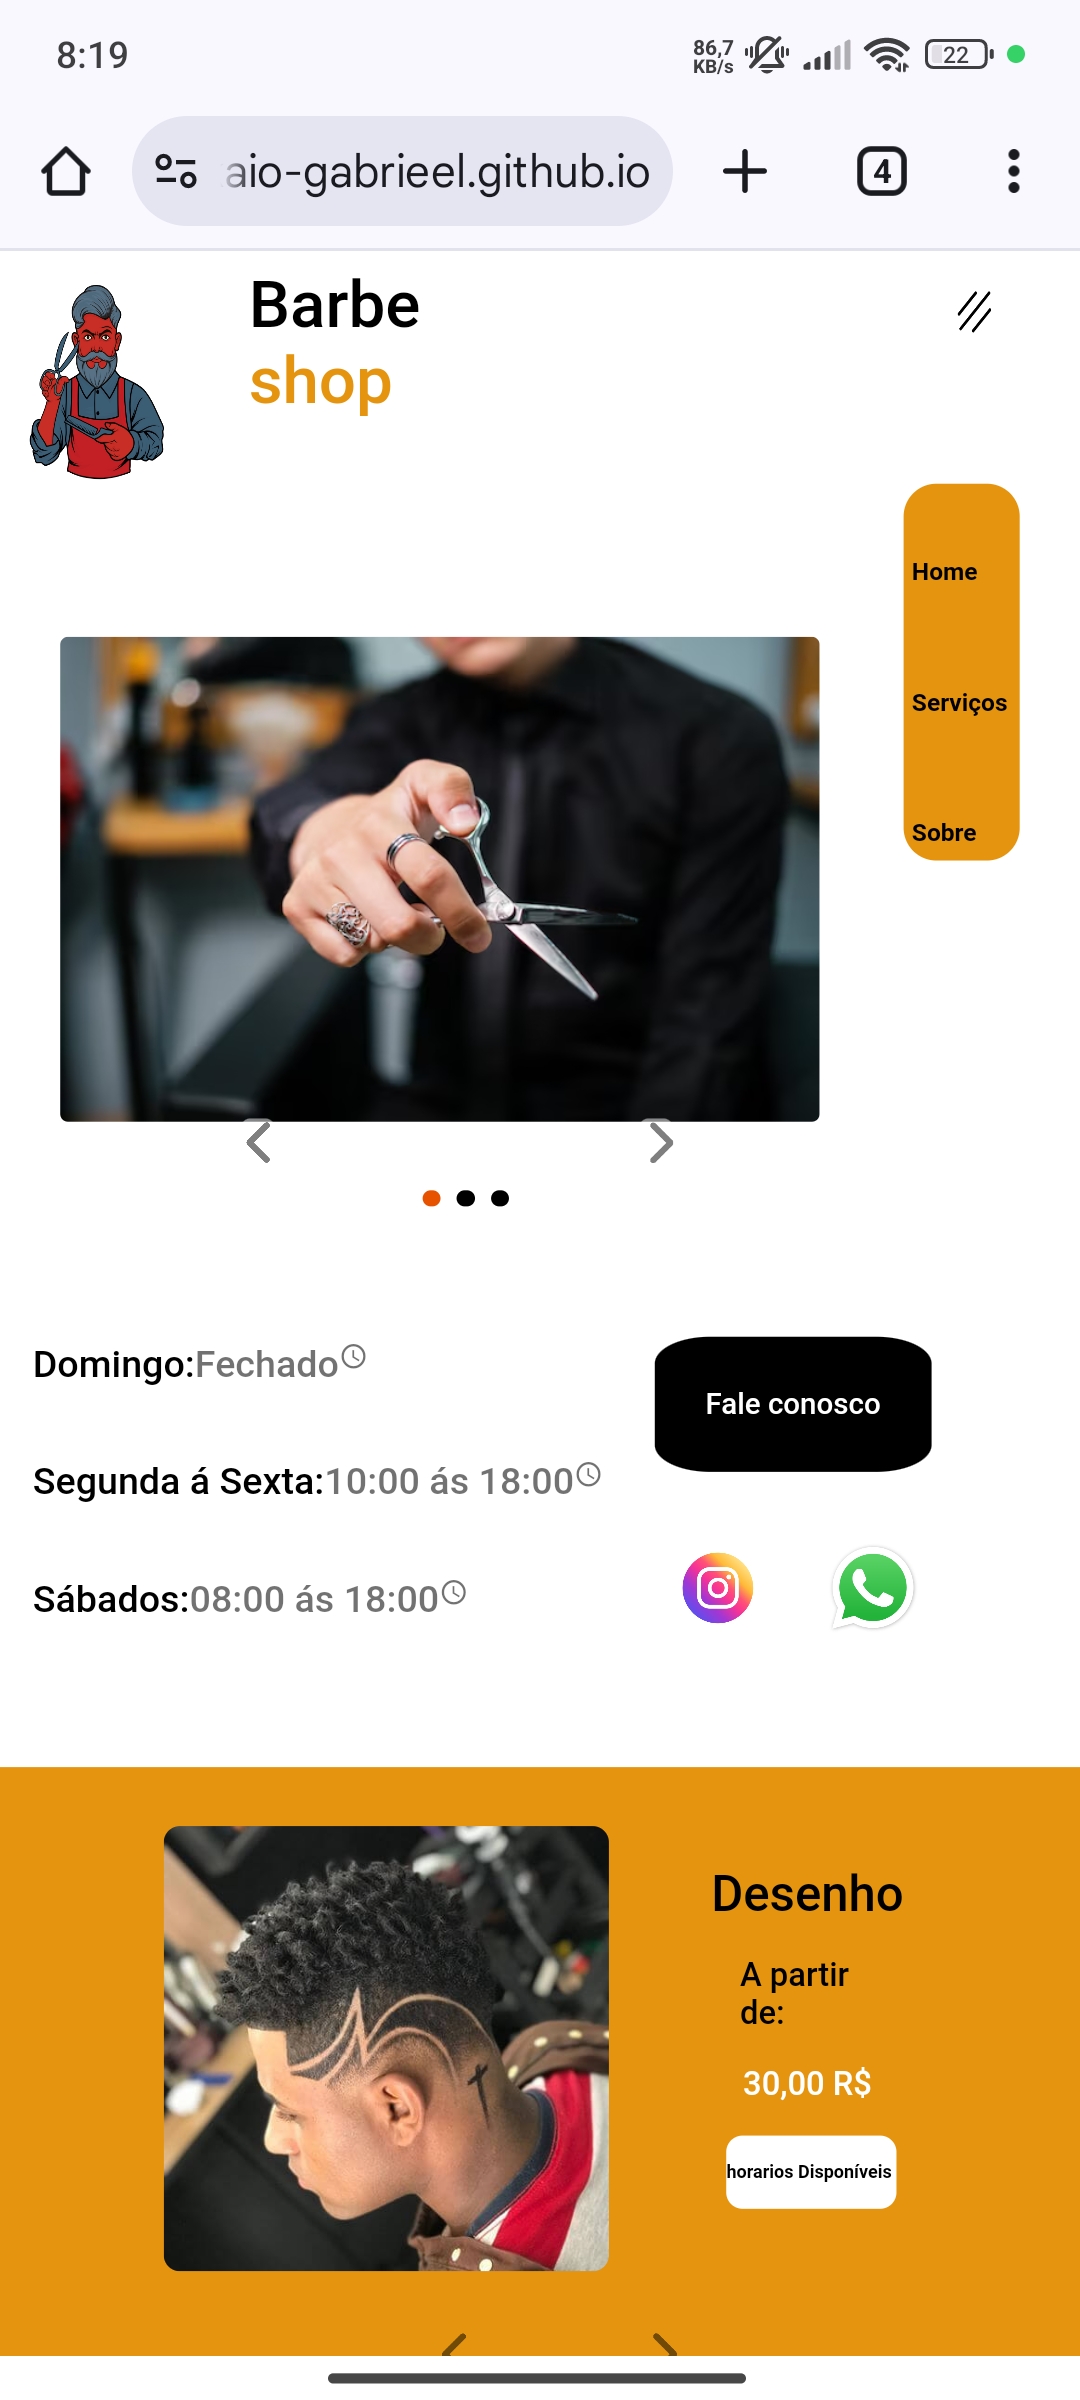 8:19
86,7
KB/s
22
aio-gabrieel.github.io
4
Barbe
shop
Home
Serviços
Sobre
Domingo:Fechado
Fale conosco
Segunda á Sexta:10:00 ás 18:00
Sábados:08:00 ás 18:00
Desenho
A partir
de:
30,00 R$
horarios Disponíveis